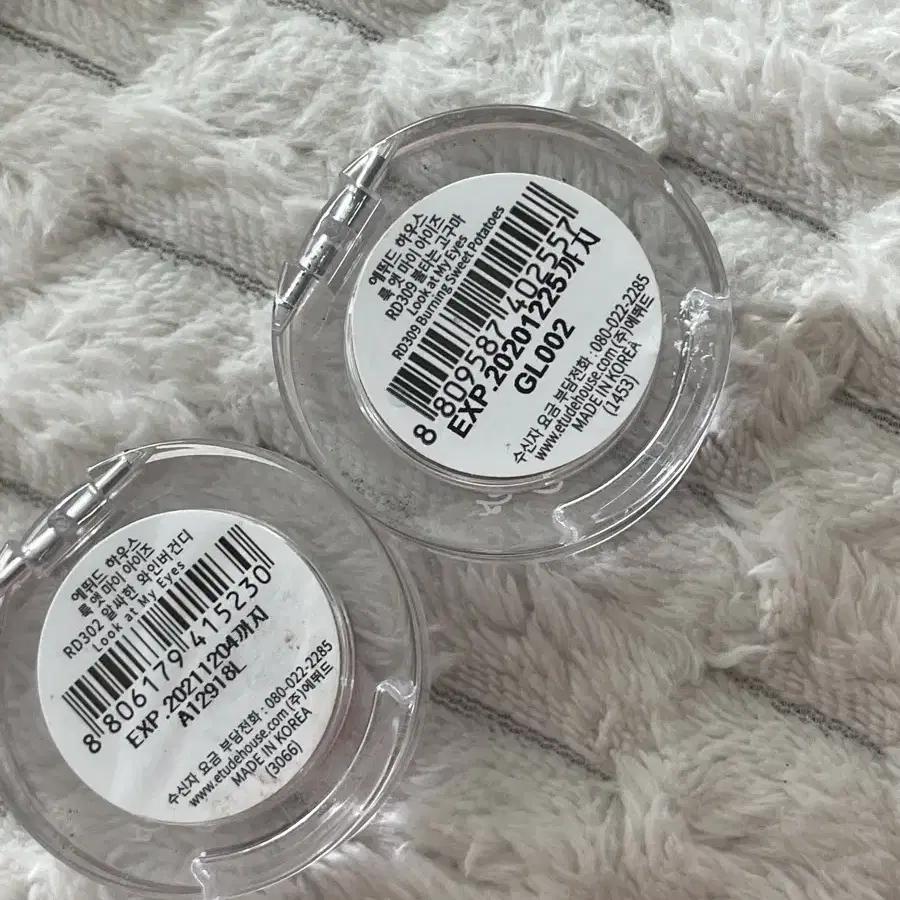 에뛰드 하우스
룩 앳 마이 아이즈
RD309 불타는 고구마
Look at My Eyes
RD309 Burning Sweet Potatoes
8 809587 402557
EXP 20201225까지
GL002
수신자 요금 부담전화 : 080-022-2285
www.etudehouse.com (주)에뛰드
MADE IN KOREA
(1453)
에뛰드 하우스
룩 앳 마이 아이즈
RD302 알싸한 와인버건디
Look at My Eyes
8 806179 415230
EXP 20211204까지
A12918L
수신자 요금 부담전화 : 080-022-2285
www.etudehouse.com (주)에뛰드
MADE IN KOREA
(3066)